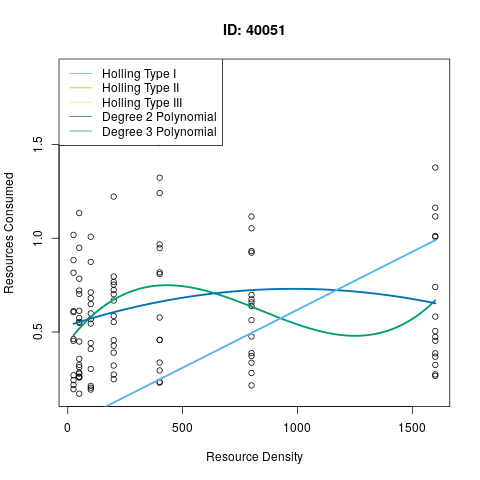 ID: 40051
Holling Type I
Holling Type II
Holling Type III
Degree 2 Polynomial
Degree 3 Polynomial
Resources Consumed
1.5
1.0
0.5
0
500
1000
1500
Resource Density